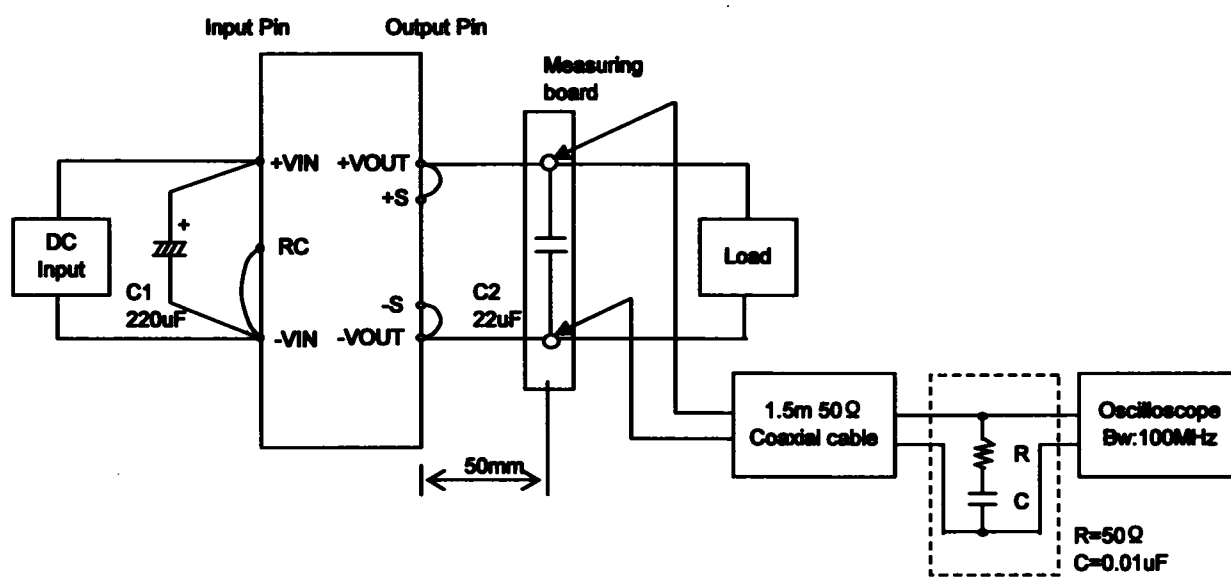 Input Pin
Output Pin
Measuring
board
+VIN
+VOUT
+S
+
DC
Input
RC
Load
C1
220uF
-S
C2
22uF
-VIN
-VOUT
1.5m 50Ω
Coaxial cable
Oscilloscope
Bw:100MHz
50mm
R
C
R=50Ω
C=0.01uF